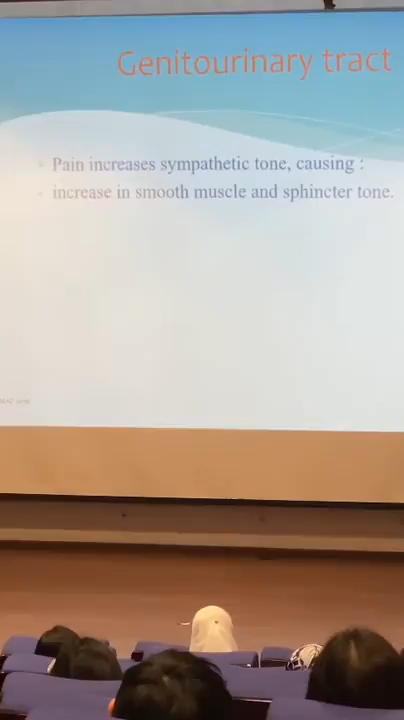 Genitourinary tract
Pain increases sympathetic tone, causing :
increase in smooth muscle and sphincter tone.